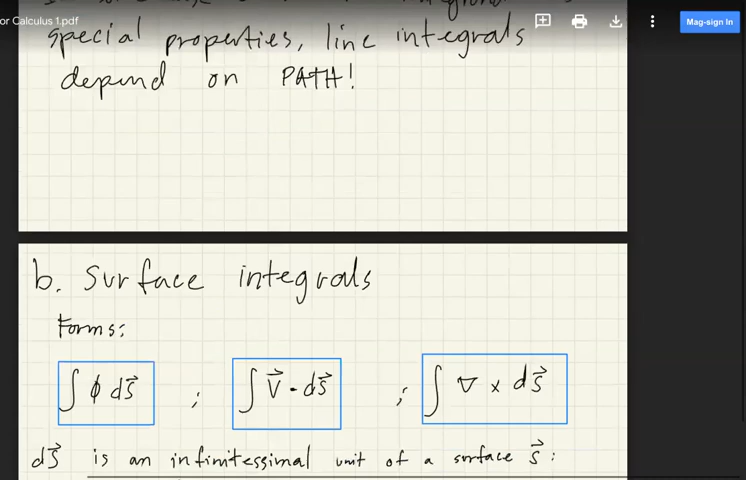 or Calculus 1.pdf
Mag-sign In
special properties, line integrals
depend on PATH!
b. Surface integrals
Forms:
∫ ϕ ds⃗ ; ∫ V⃗ · ds⃗ ; ∫ ∇ × ds⃗
ds⃗ is an infinitessimal unit of a surface s⃗: